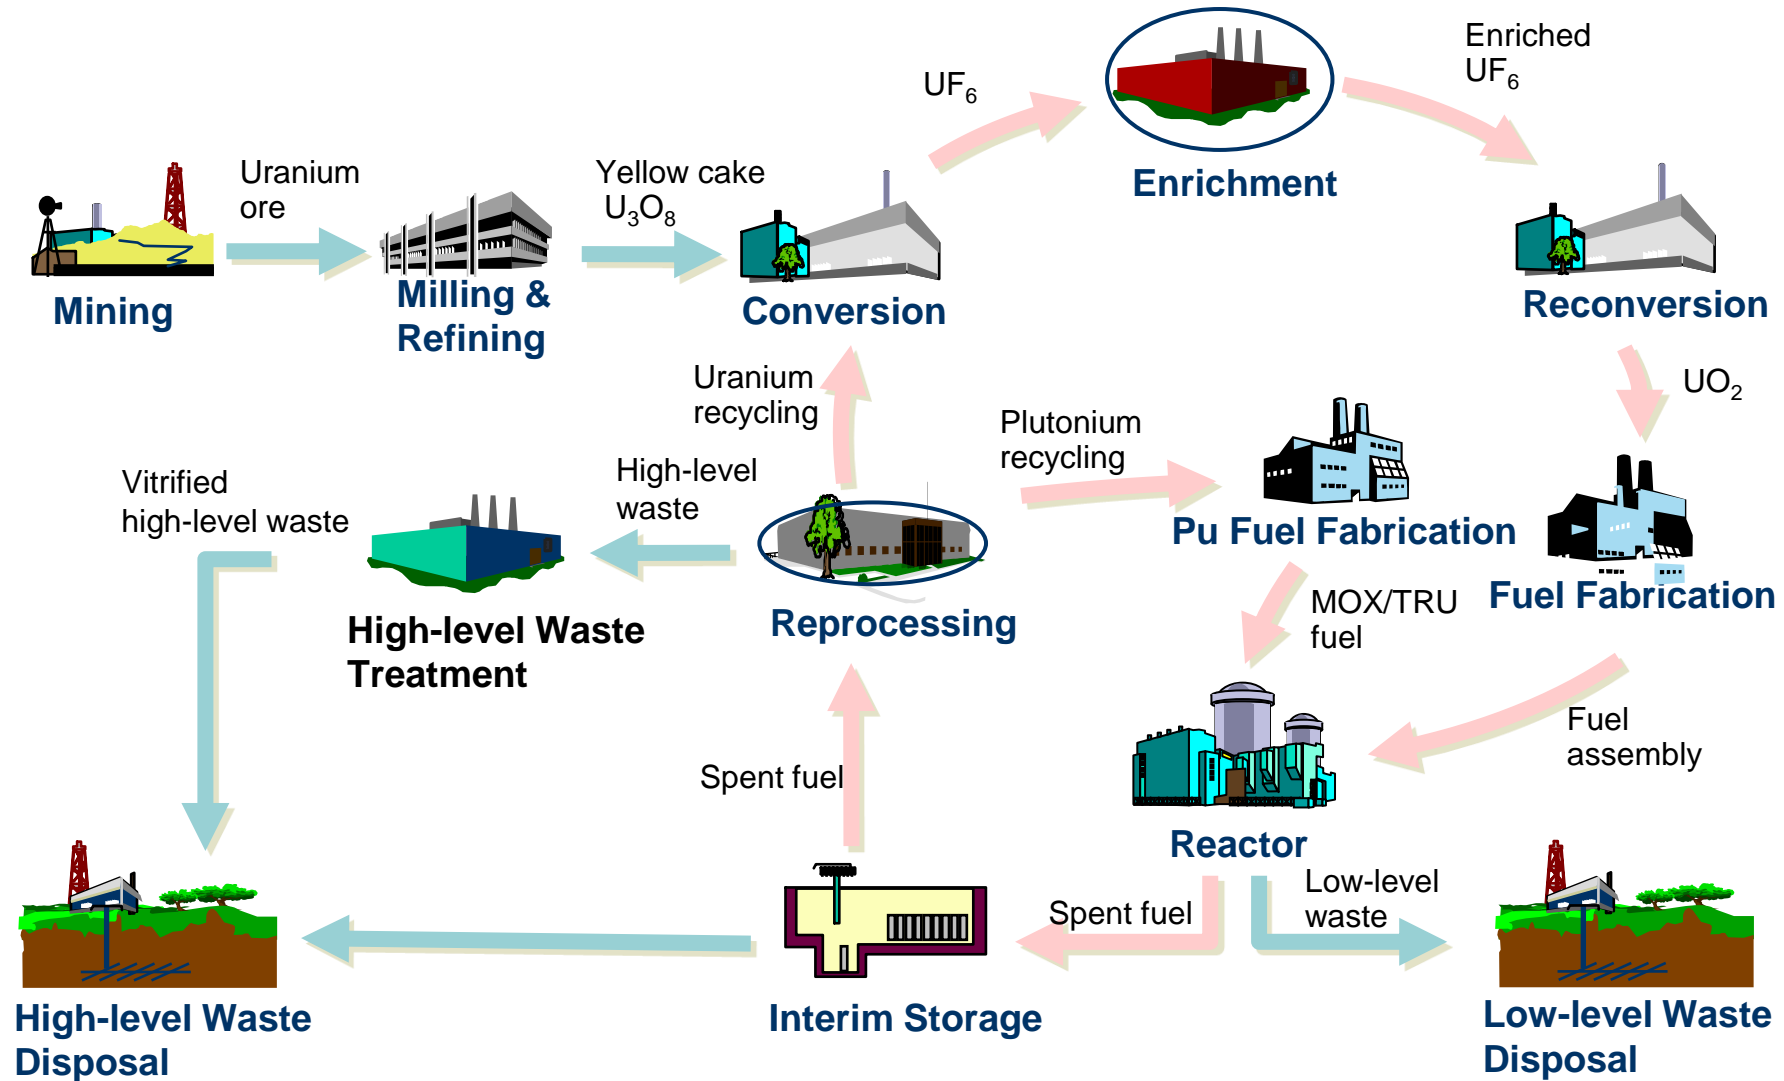 Enriched
UF6
UF6
Enrichment
Uranium
ore
Yellow cake
U3O8
Mining
Milling &
Refining
Conversion
Reconversion
Uranium
recycling
UO2
Plutonium
recycling
High-level
waste
Vitrified
high-level waste
Pu Fuel Fabrication
Fuel Fabrication
MOX/TRU
fuel
Reprocessing
High-level Waste
Treatment
Fuel
assembly
Spent fuel
Reactor
Low-level
waste
Spent fuel
High-level Waste
Disposal
Interim Storage
Low-level Waste
Disposal